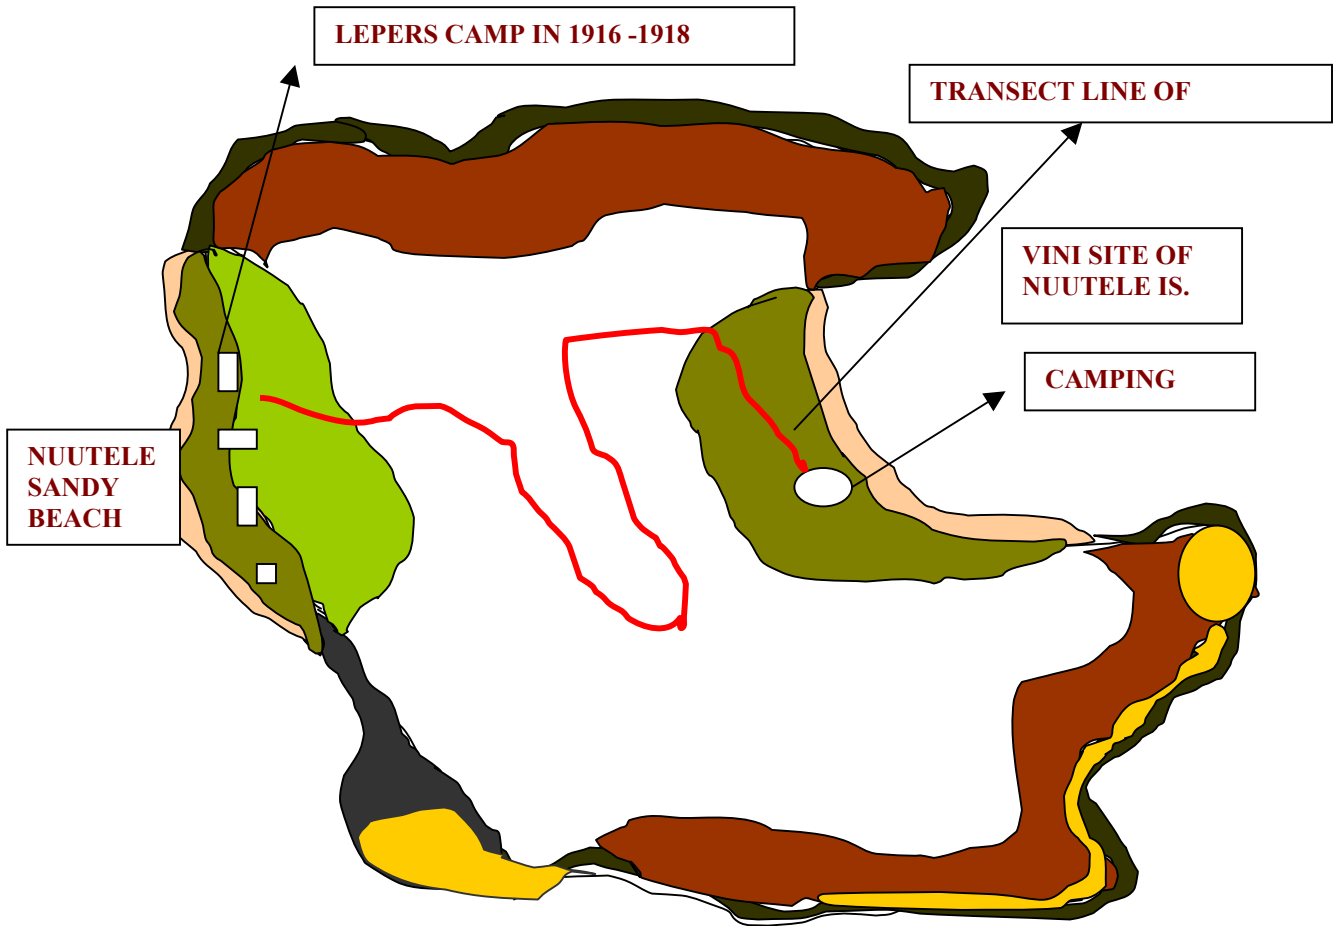 LEPERS CAMP IN 1916 -1918
TRANSECT LINE OF
VINI SITE OF
NUUTELE IS.
CAMPING
NUUTELE
SANDY
BEACH